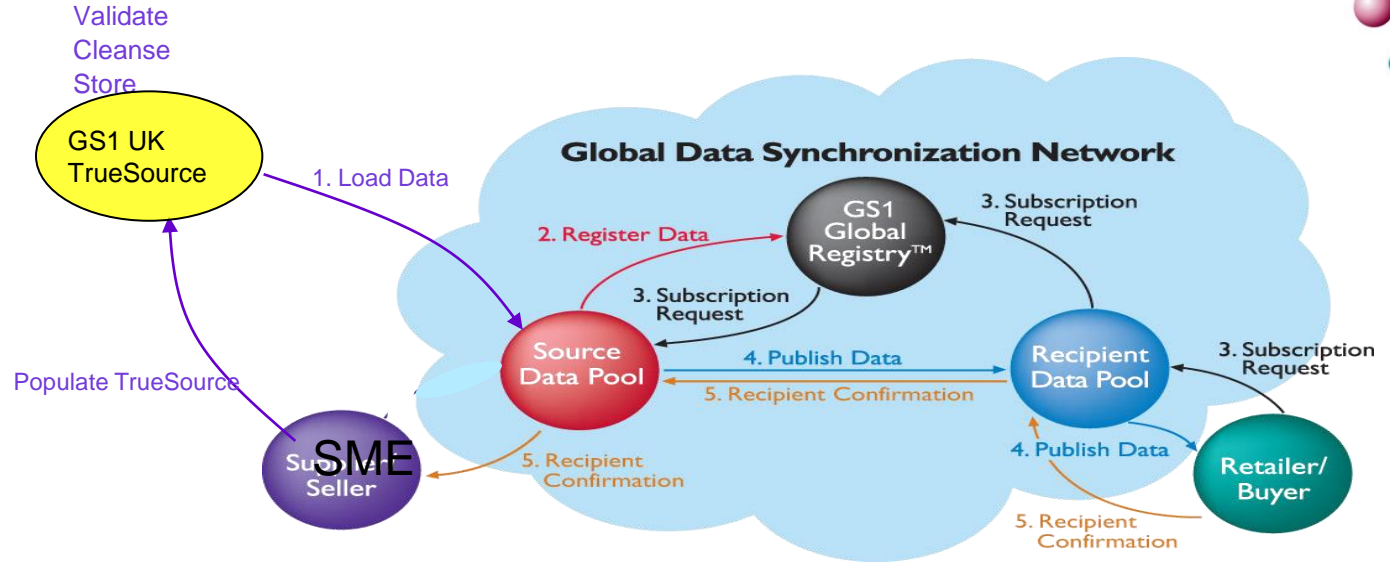 Validate
Cleanse
Store
GS1 UK
TrueSource
1. Load Data
Global Data Synchronization Network
GS1
Global
Registry™
3. Subscription
Request
2. Register Data
3. Subscription
Request
Source
Data Pool
4. Publish Data
5. Recipient Confirmation
Recipient
Data Pool
3. Subscription
Request
Populate TrueSource
SME
Supplier/
Seller
5. Recipient
Confirmation
4. Publish Data
Retailer/
Buyer
5. Recipient
Confirmation